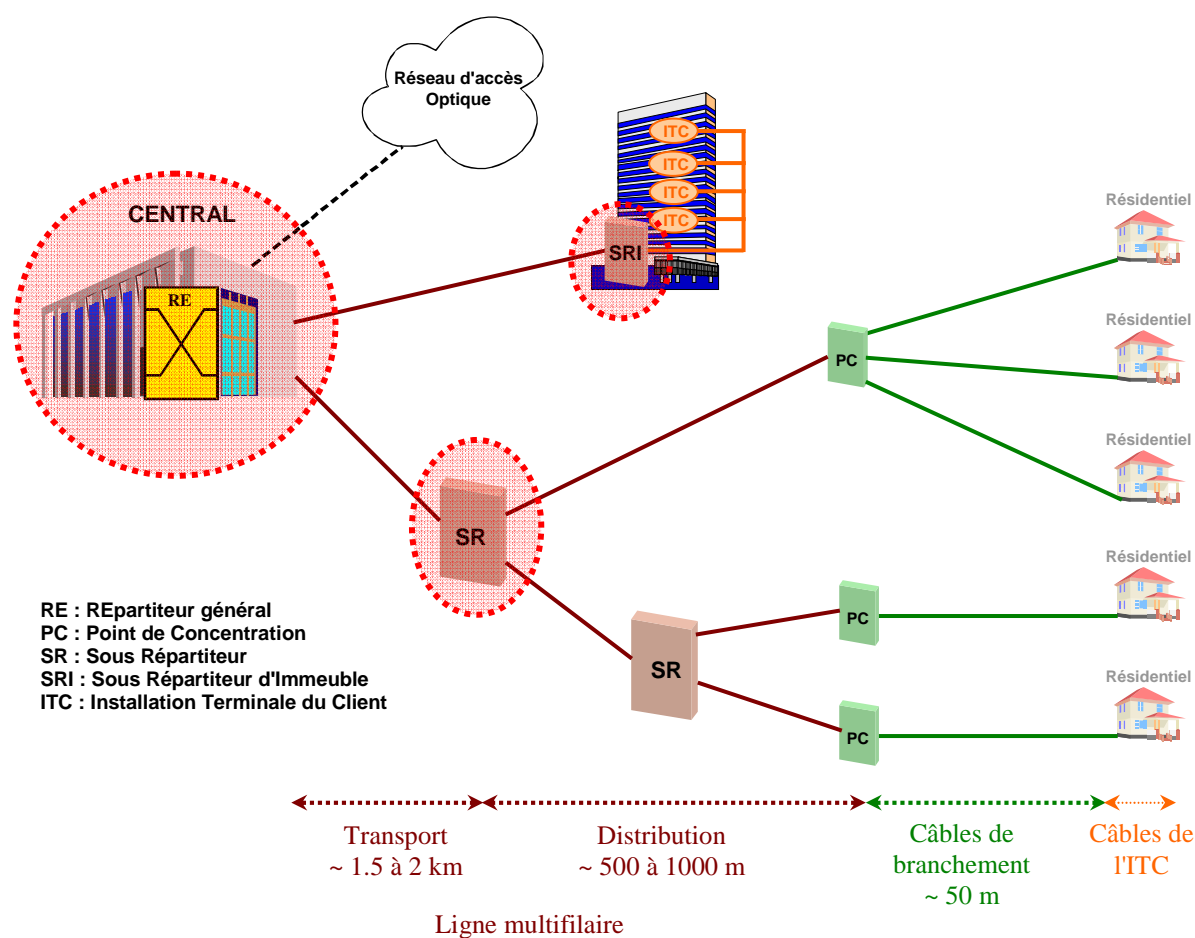 Réseau d'accès
Optique
CENTRAL
RE
ITC
ITC
ITC
ITC
SRI
Résidentiel
PC
Résidentiel
Résidentiel
SR
Résidentiel
PC
SR
Résidentiel
PC
RE : REpartiteur général
PC : Point de Concentration
SR : Sous Répartiteur
SRI : Sous Répartiteur d'Immeuble
ITC : Installation Terminale du Client
Transport
~ 1.5 à 2 km
Distribution
~ 500 à 1000 m
Câbles de
branchement
~ 50 m
Câbles de
l'ITC
Ligne multifilaire